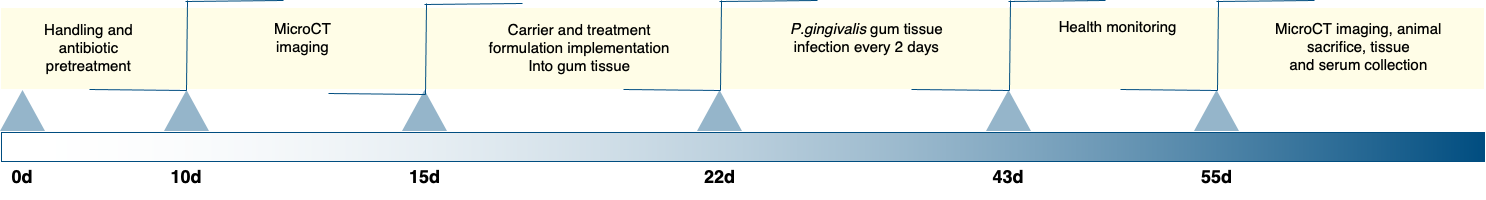 Handling and
antibiotic
pretreatment
MicroCT
imaging
Carrier and treatment
formulation implementation
Into gum tissue
P.gingivalis gum tissue
infection every 2 days
Health monitoring
MicroCT imaging, animal
sacrifice, tissue
and serum collection
0d
10d
15d
22d
43d
55d